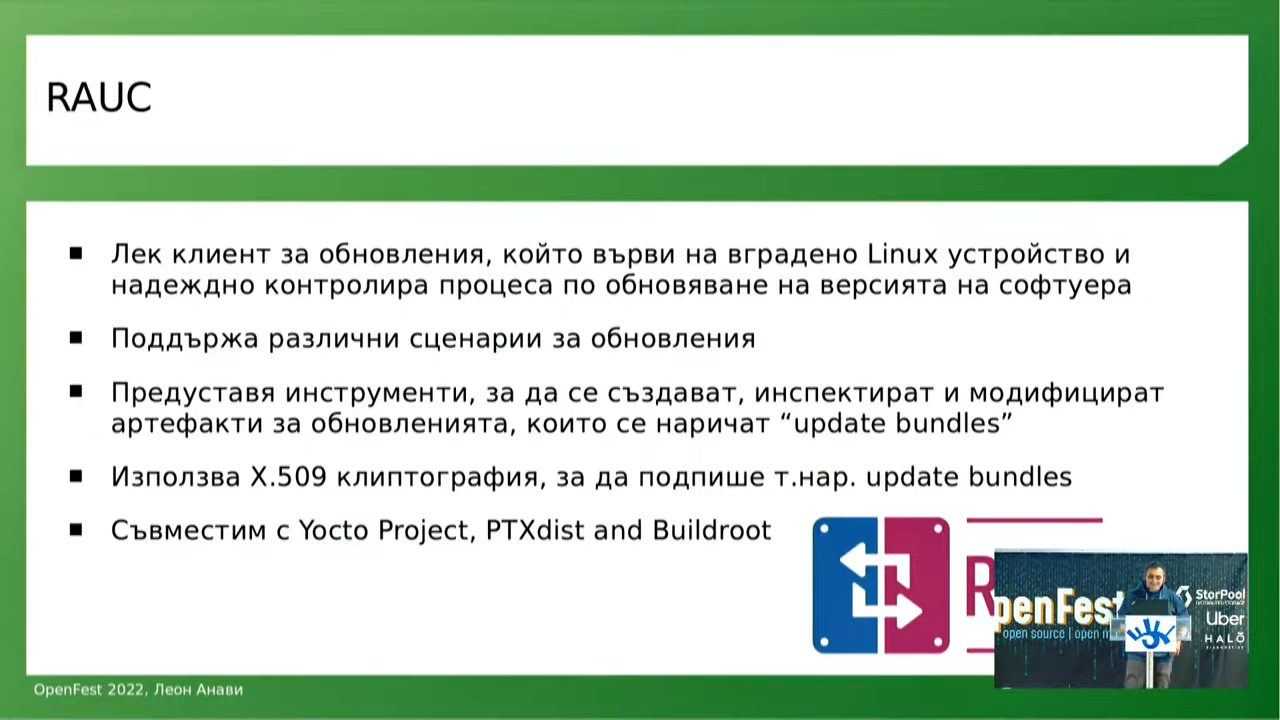 RAUC
Лек клиент за обновления, който върви на вградено Linux устройство и
надеждно контролира процеса по обновяване на версията на софтуера
Поддържа различни сценарии за обновления
Предуставя инструменти, за да се създават, инспектират и модифицират
артефакти за обновленията, които се наричат “update bundles”
Използва X.509 клиптография, за да подпише т.нар. update bundles
Съвместим с Yocto Project, PTXdist and Buildroot
R
penFest
open source | open m
StorPool
Uber
HALO
OpenFest 2022, Леон Анави